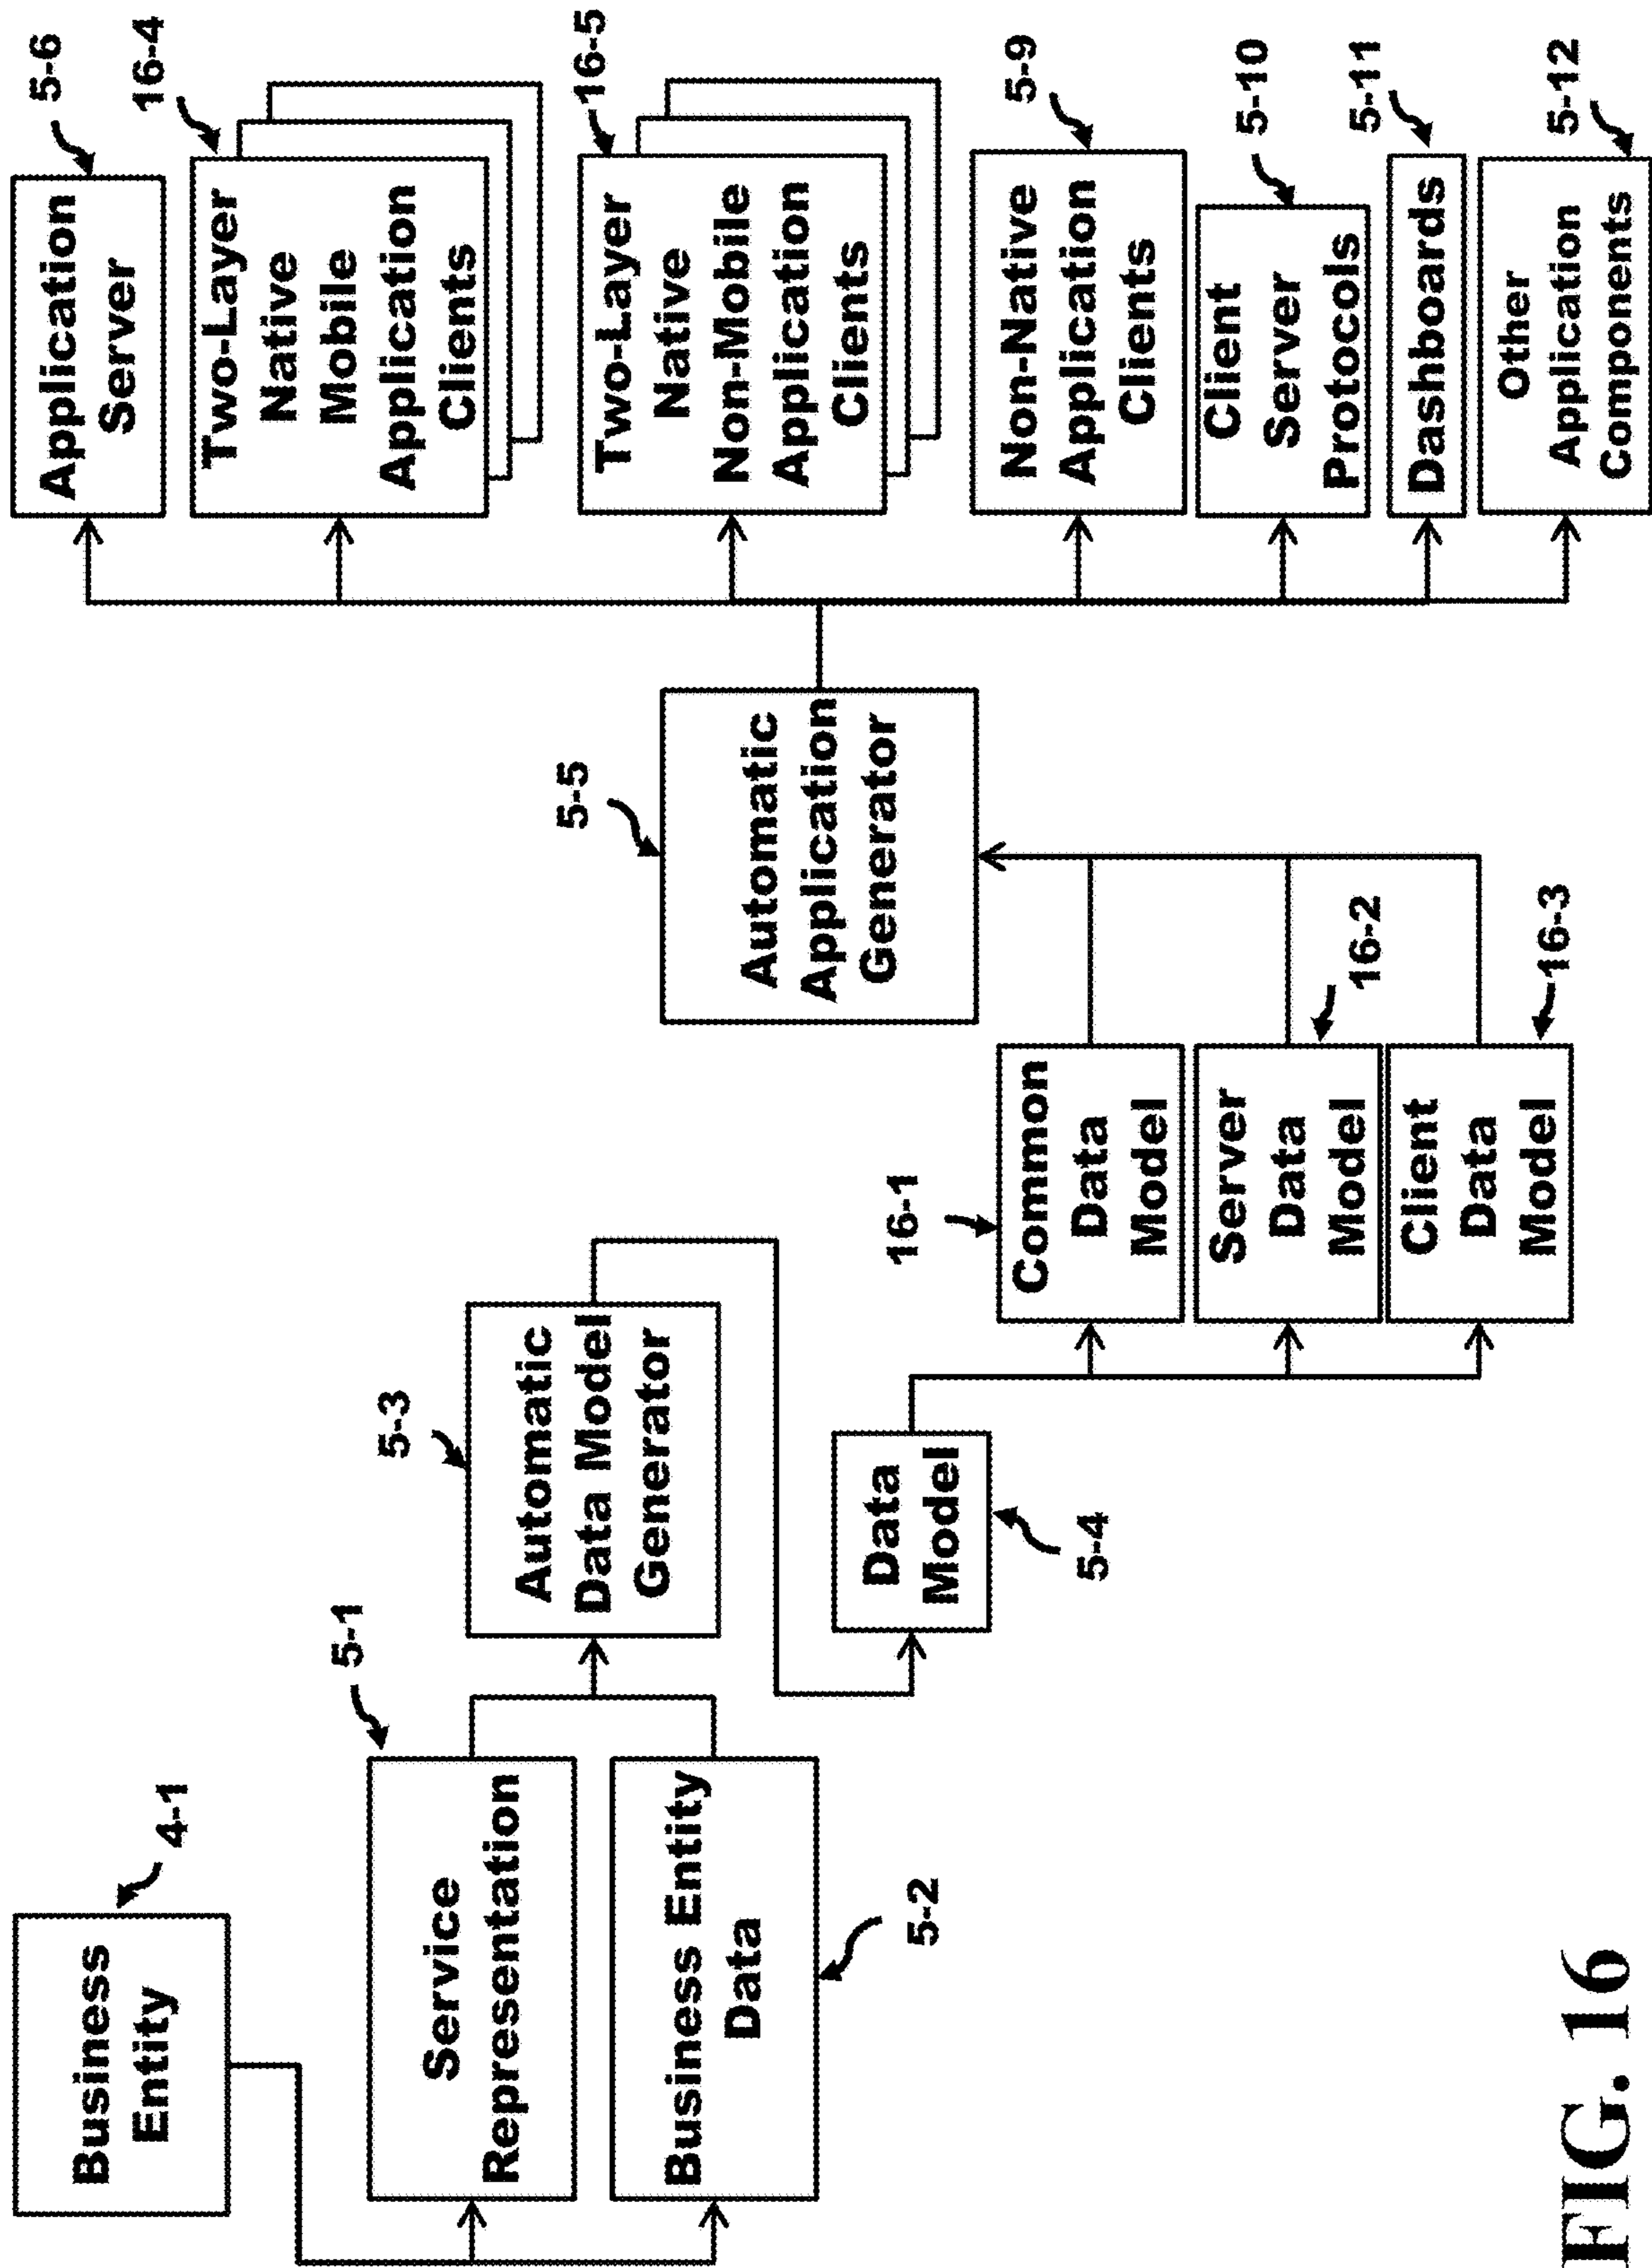 4-1
Business
Entity
5-1
Service
Representation
Business Entity
Data
5-2
5-3
Automatic
Data Model
Generator
Data
Model
5-4
16-1
Common
Data
Model
Server
Data
Model
16-2
Client
Data
Model
16-3
5-5
Automatic
Application
Generator
5-6
Application
Server
16-4
Two-Layer
Native
Mobile
Application
Clients
16-5
Two-Layer
Native
Non-Mobile
Application
Clients
5-9
Non-Native
Application
Clients
5-10
Client
Server
Protocols
5-11
Dashboards
5-12
Other
Application
Components
FIG. 16